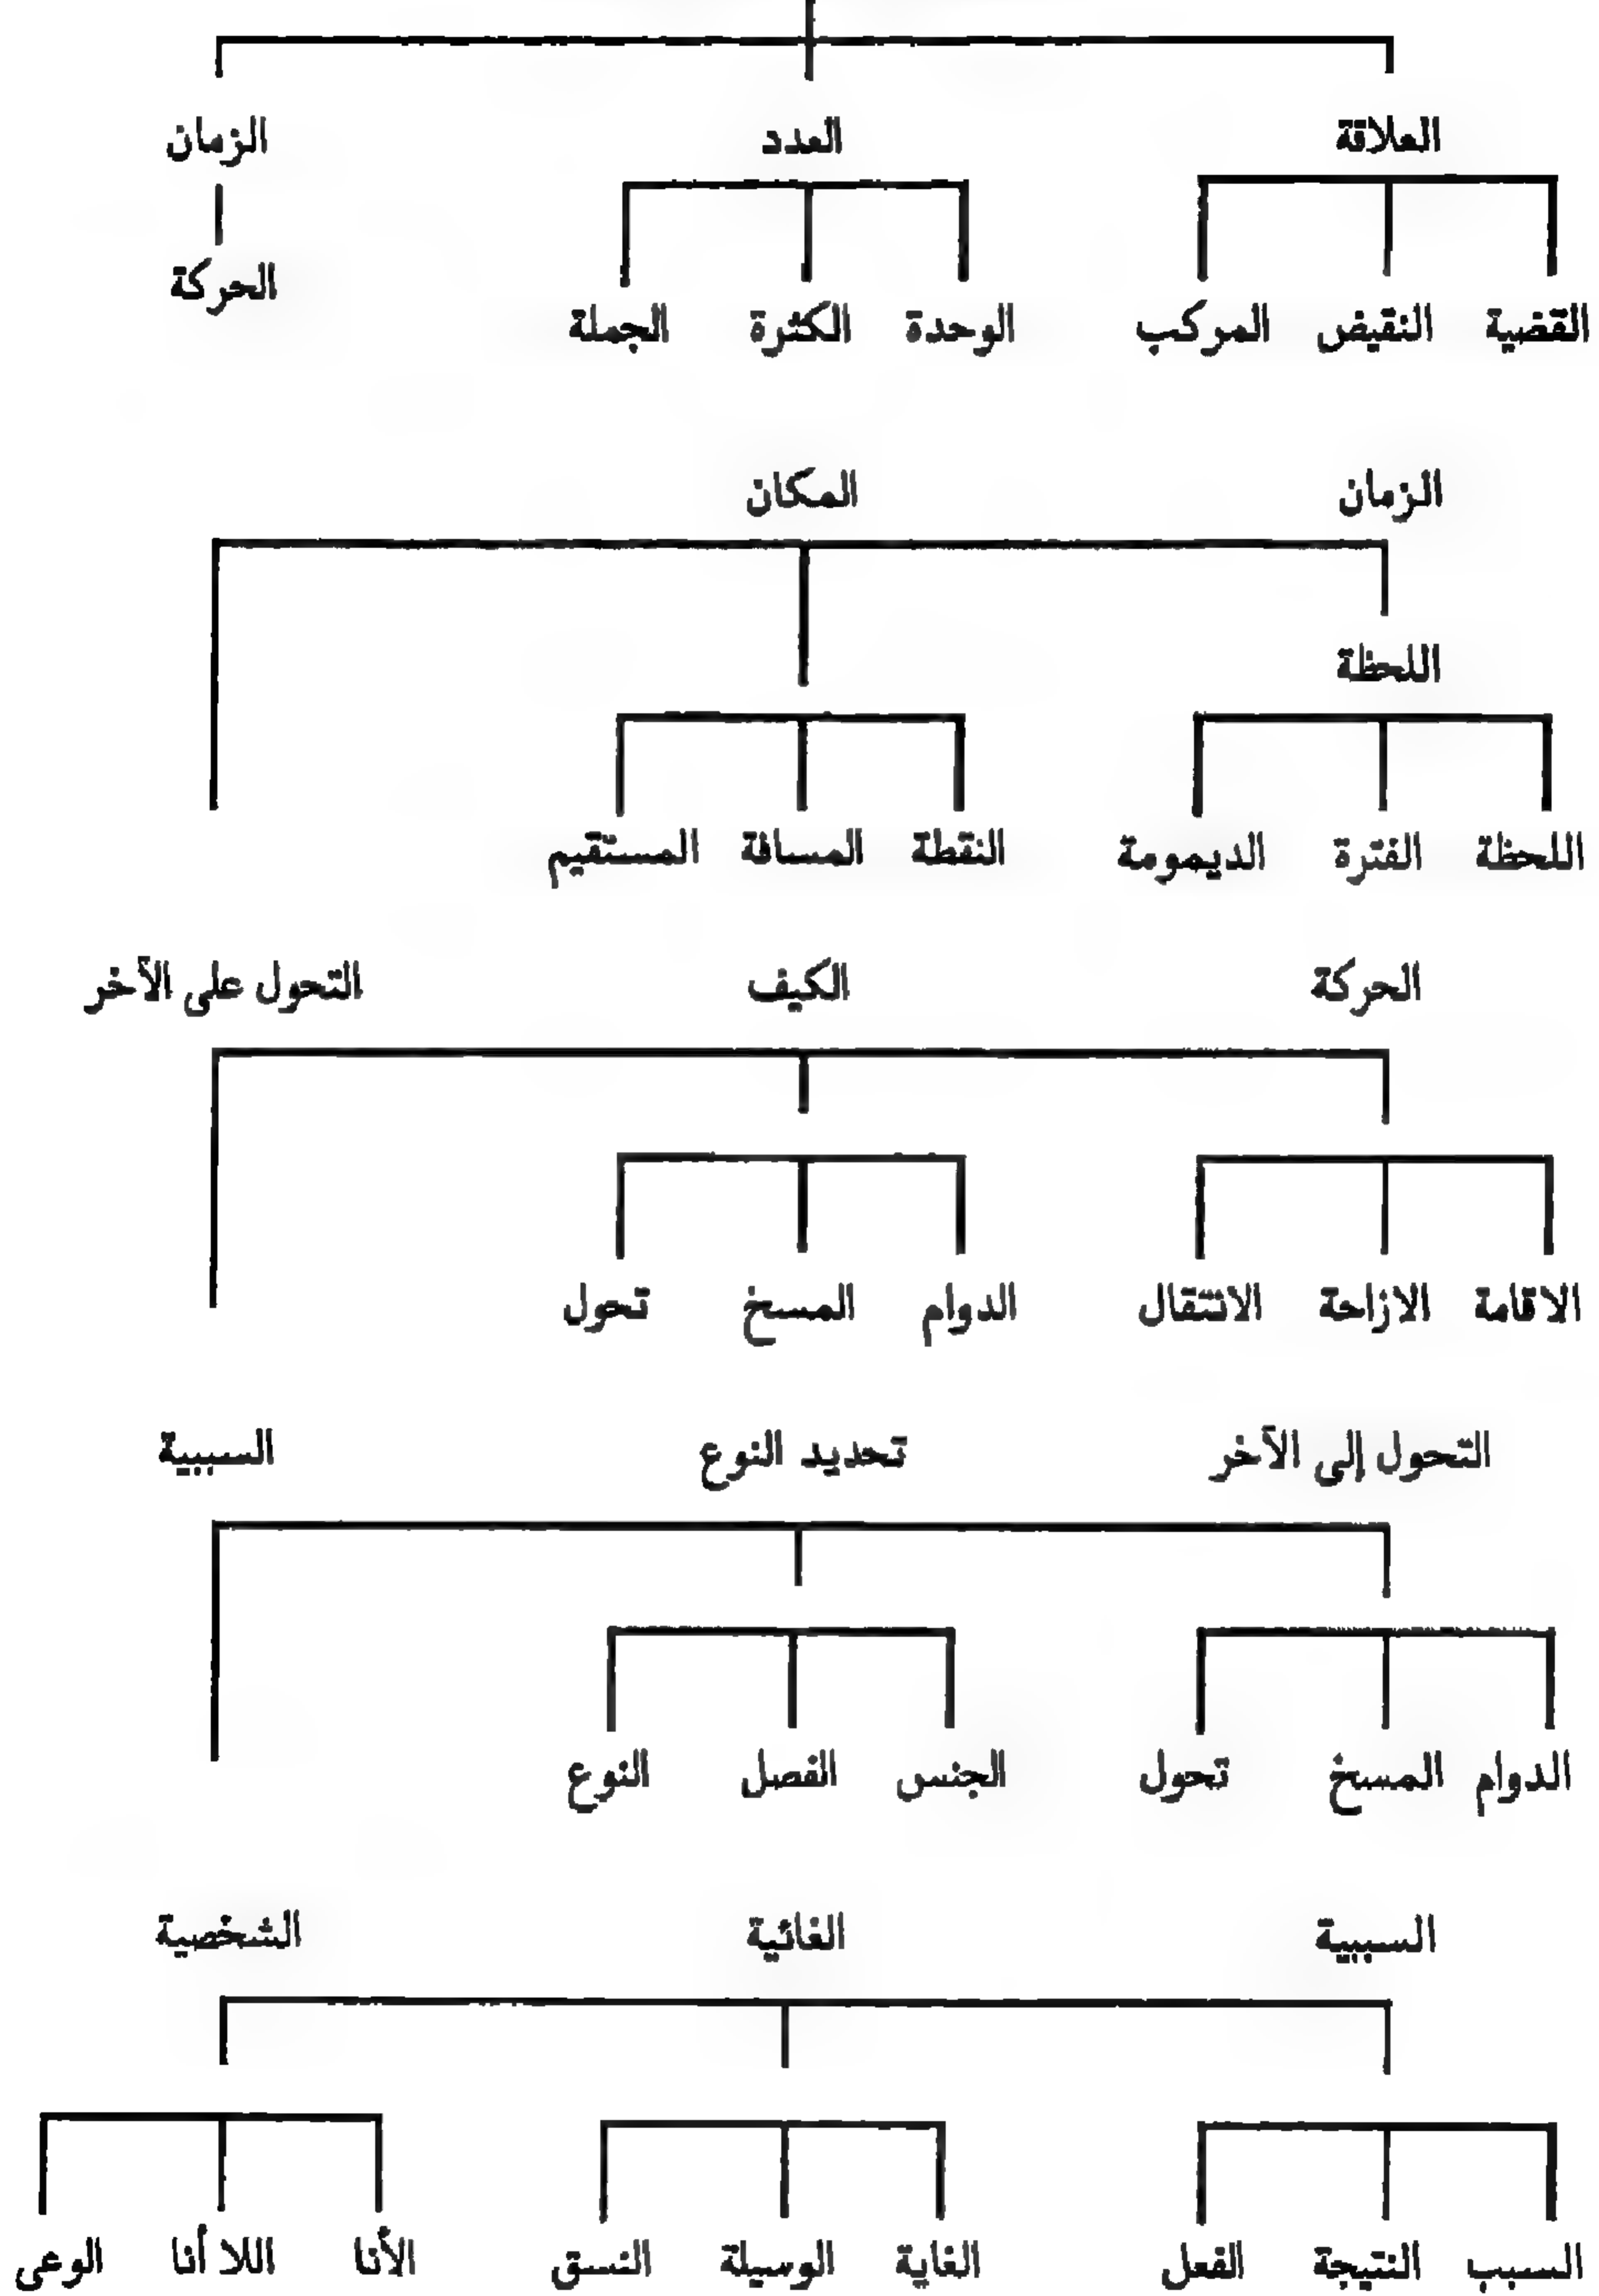 العلاقة العدد الزمان
الحركة
القضية النقيض المركب الوحدة الكثرة الجملة
الزمان المكان
اللحظة
اللحظة الفترة الديمومة النقطة المسافة المستقيم
الحركة الكيف التحول على الآخر
الاقامة الازاحة الانتقال الدوام المسخ تحول
التحول إلى الآخر تحديد النوع السببية
الدوام المسخ تحول الجنس الفصل النوع
السببية الغائية الشخصية
السبب النتيجة الفعل الغاية الوسيلة النسق الأنا اللا أنا الوعى